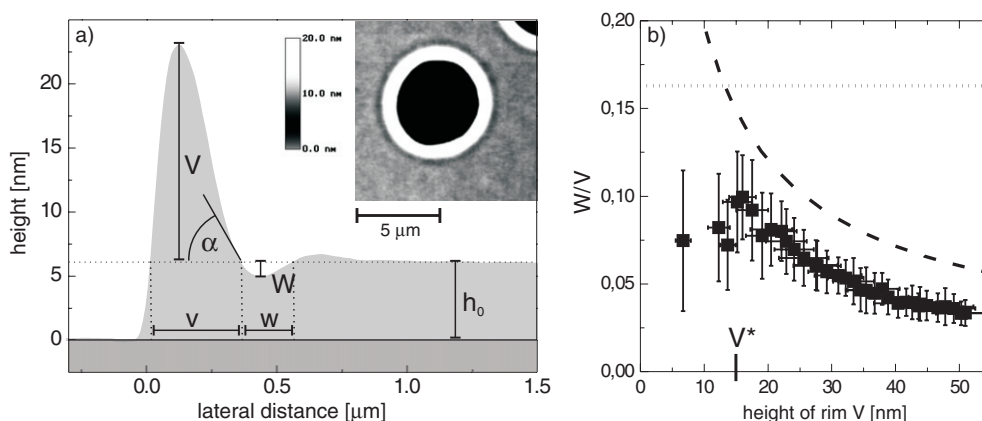 a)
20
15
10
5
0
height [nm]
0.0
0.5
1.0
1.5
lateral distance [μm]
V
α
W
v
w
h0
20.0 nm
10.0 nm
0.0 nm
5 μm
b)
0,20
0,15
0,10
0,05
0,00
W/V
V*
0
10
20
30
40
50
height of rim V [nm]